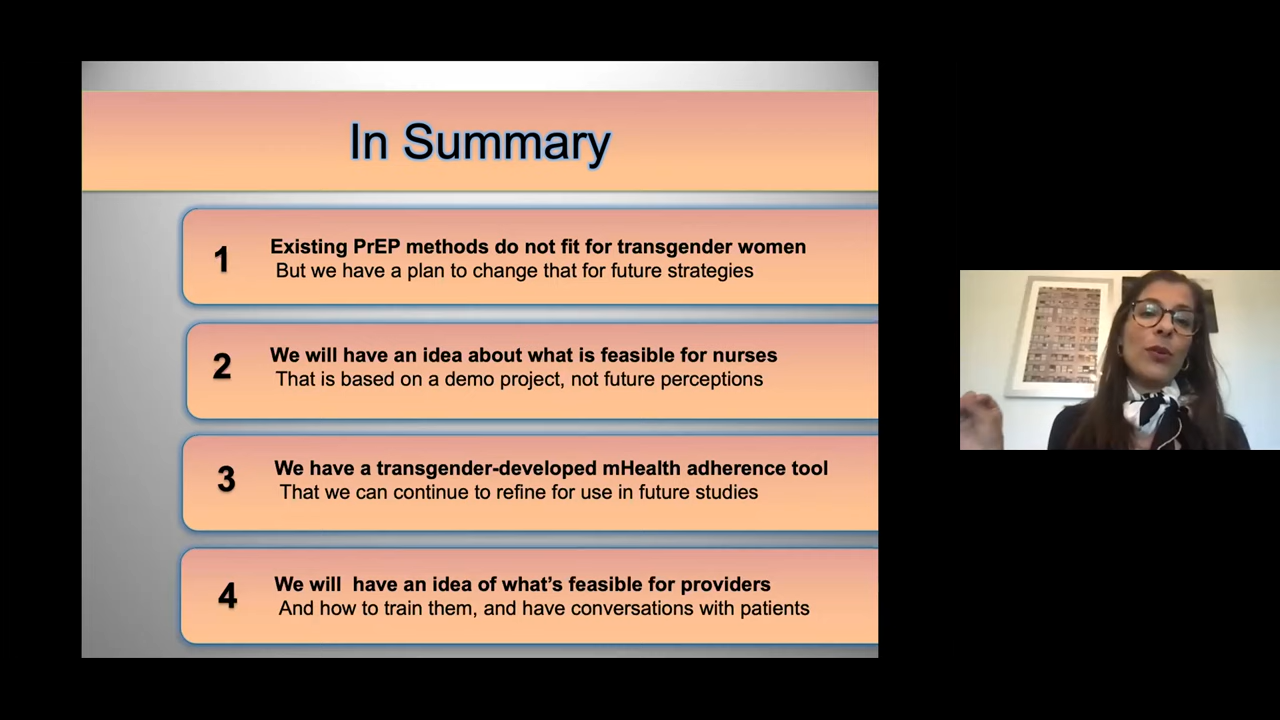 In Summary
1
Existing PrEP methods do not fit for transgender women
But we have a plan to change that for future strategies
2
We will have an idea about what is feasible for nurses
That is based on a demo project, not future perceptions
3
We have a transgender-developed mHealth adherence tool
That we can continue to refine for use in future studies
4
We will  have an idea of what’s feasible for providers
And how to train them, and have conversations with patients